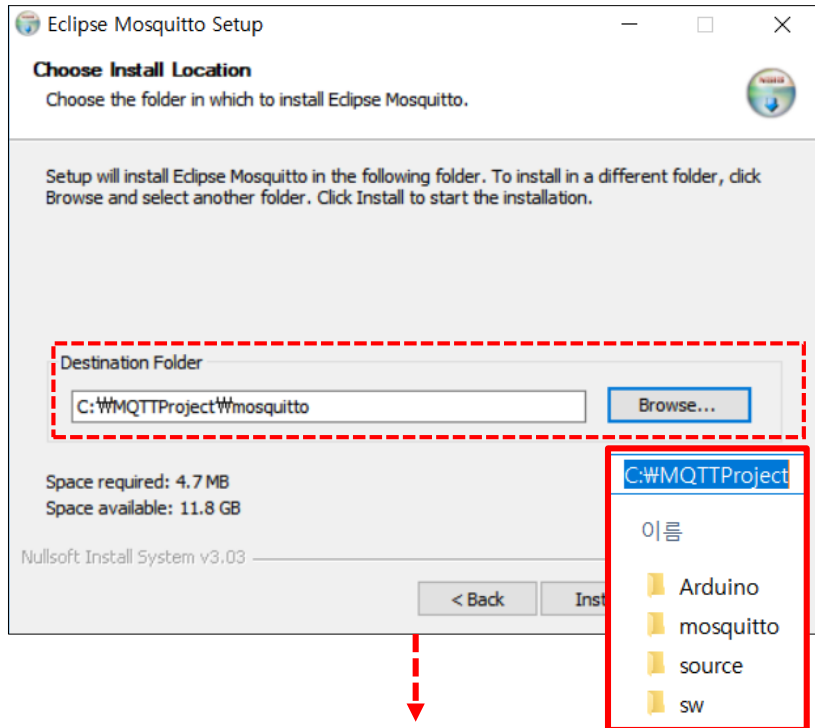 Eclipse Mosquitto Setup
Choose Install Location
Choose the folder in which to install Eclipse Mosquitto.
Setup will install Eclipse Mosquitto in the following folder. To install in a different folder, click
Browse and select another folder. Click Install to start the installation.
Destination Folder
C:₩MQTTProject₩mosquitto
Browse...
Space required: 4.7 MB
Space available: 11.8 GB
Nullsoft Install System v3.03
< Back
Inst
C:₩MQTTProject
이름
Arduino
mosquitto
source
sw